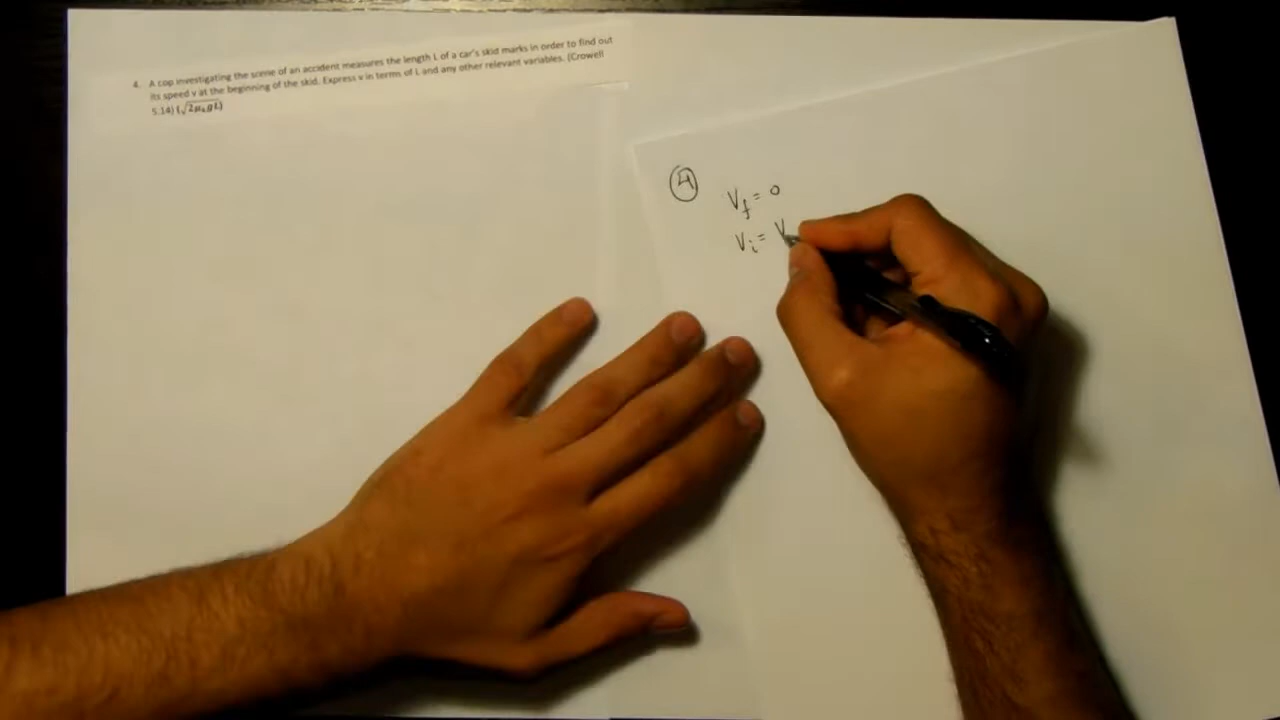 4. A cop investigating the scene of an accident measures the length L of a car's skid marks in order to find out
its speed v at the beginning of the skid. Express v in terms of L and any other relevant variables. (Crowell
5.14) (√2μₖgL)
④
V_f = 0
V_i = V